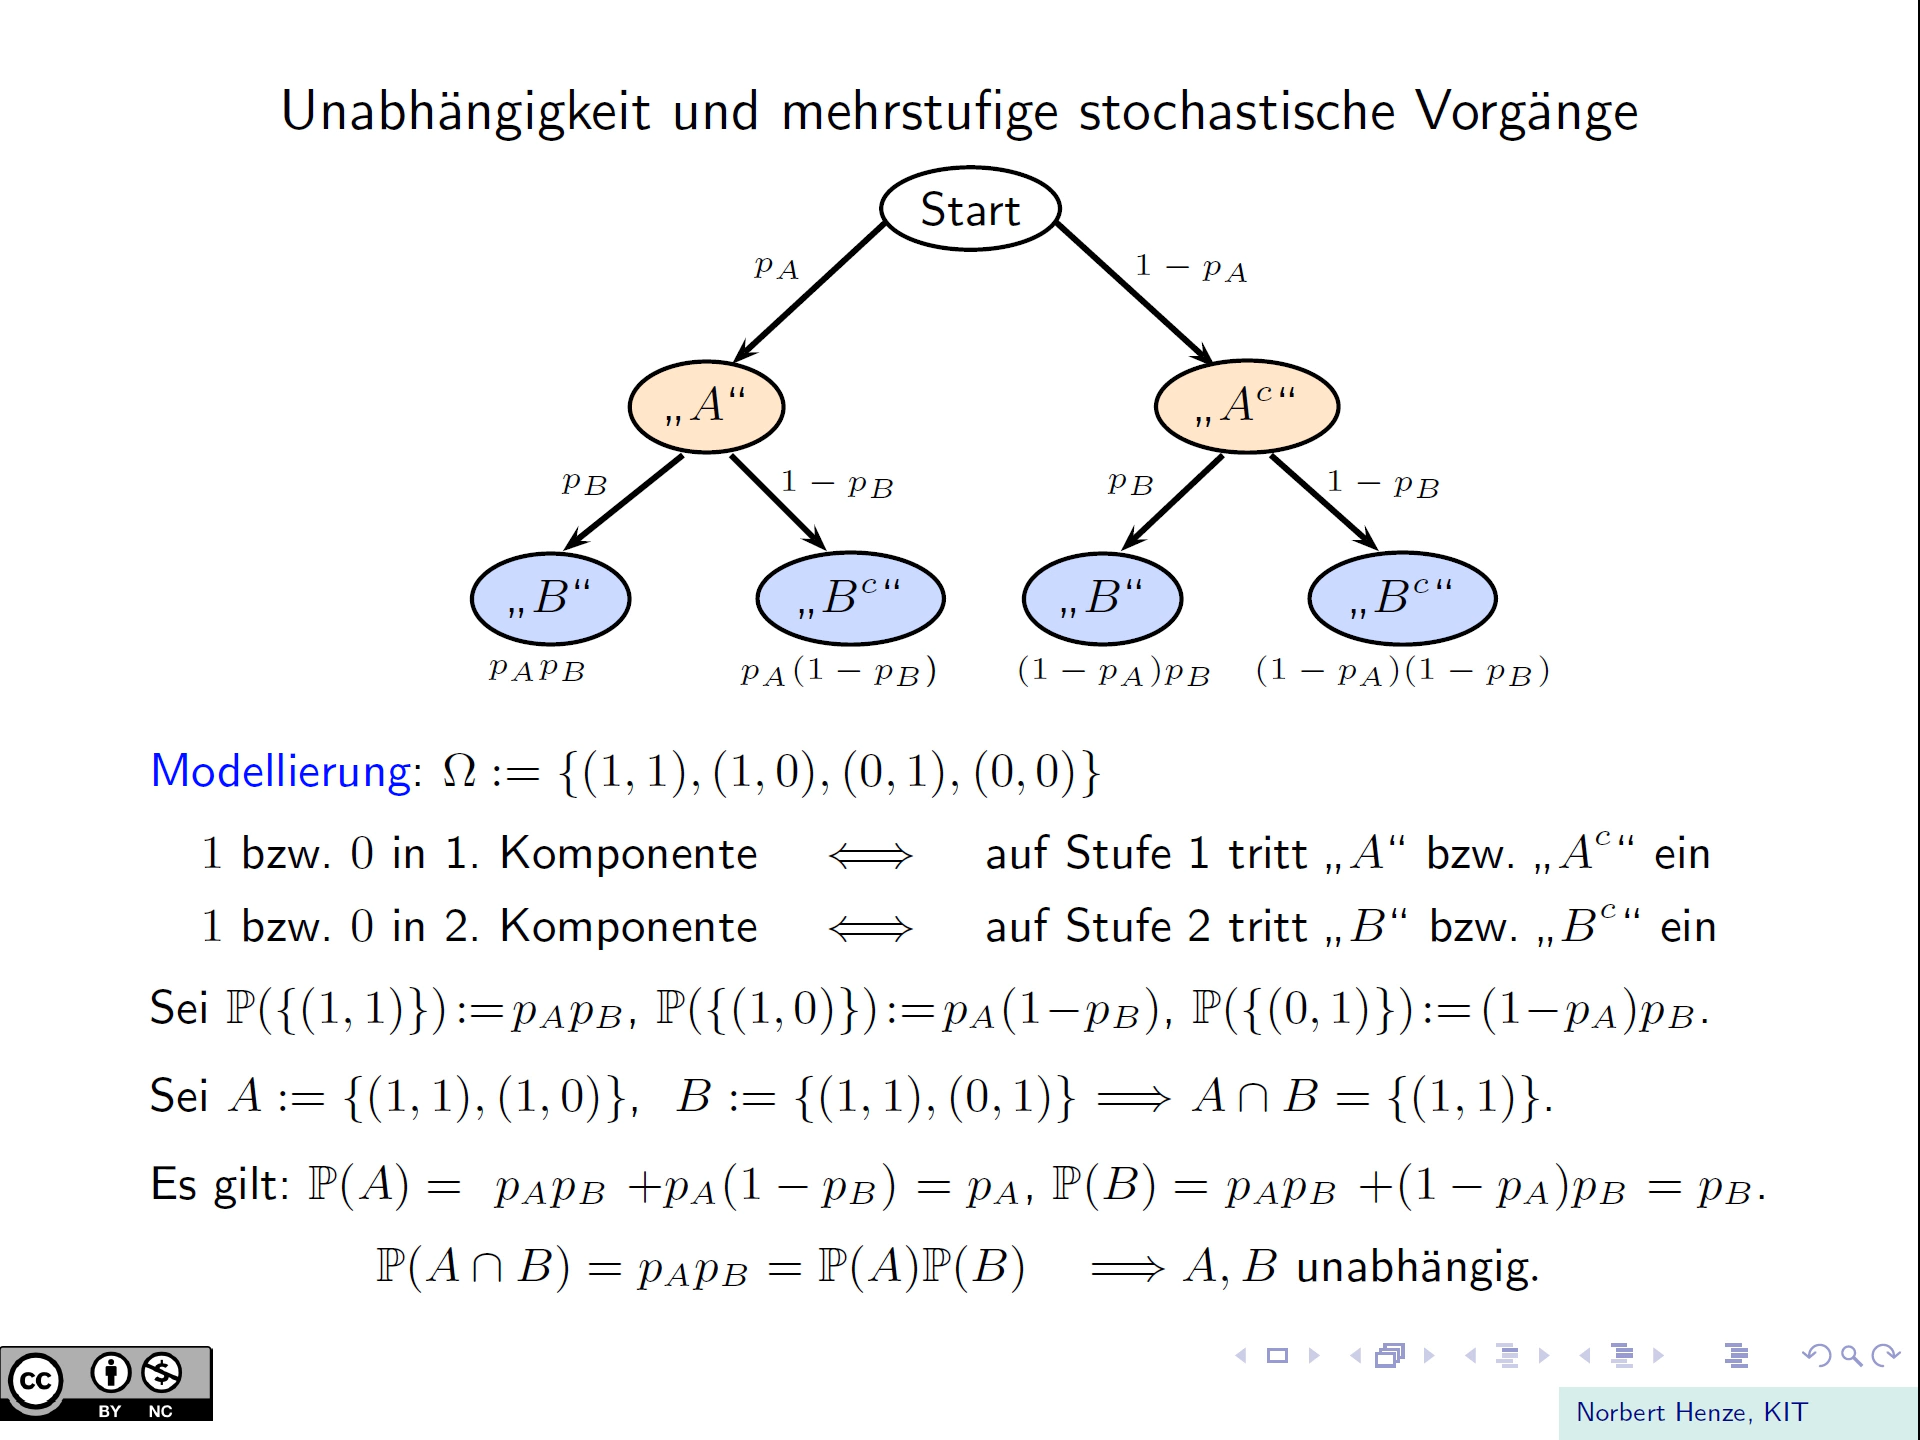 Unabhängigkeit und mehrstufige stochastische Vorgänge
Start
p_A 1 − p_A
„A“ „A^c“
p_B 1 − p_B p_B 1 − p_B
„B“ „B^c“ „B“ „B^c“
p_A p_B p_A(1 − p_B) (1 − p_A)p_B (1 − p_A)(1 − p_B)
Modellierung: Ω := {(1, 1), (1, 0), (0, 1), (0, 0)}
1 bzw. 0 in 1. Komponente ⟺ auf Stufe 1 tritt „A“ bzw. „A^c“ ein
1 bzw. 0 in 2. Komponente ⟺ auf Stufe 2 tritt „B“ bzw. „B^c“ ein
Sei ℙ({(1, 1)}) := p_A p_B, ℙ({(1, 0)}) := p_A(1−p_B), ℙ({(0, 1)}) := (1−p_A)p_B.
Sei A := {(1, 1), (1, 0)}, B := {(1, 1), (0, 1)} ⟹ A ∩ B = {(1, 1)}.
Es gilt: ℙ(A) = p_A p_B + p_A(1 − p_B) = p_A, ℙ(B) = p_A p_B + (1 − p_A)p_B = p_B.
ℙ(A ∩ B) = p_A p_B = ℙ(A)ℙ(B) ⟹ A, B unabhängig.
cc
BY NC
Norbert Henze, KIT